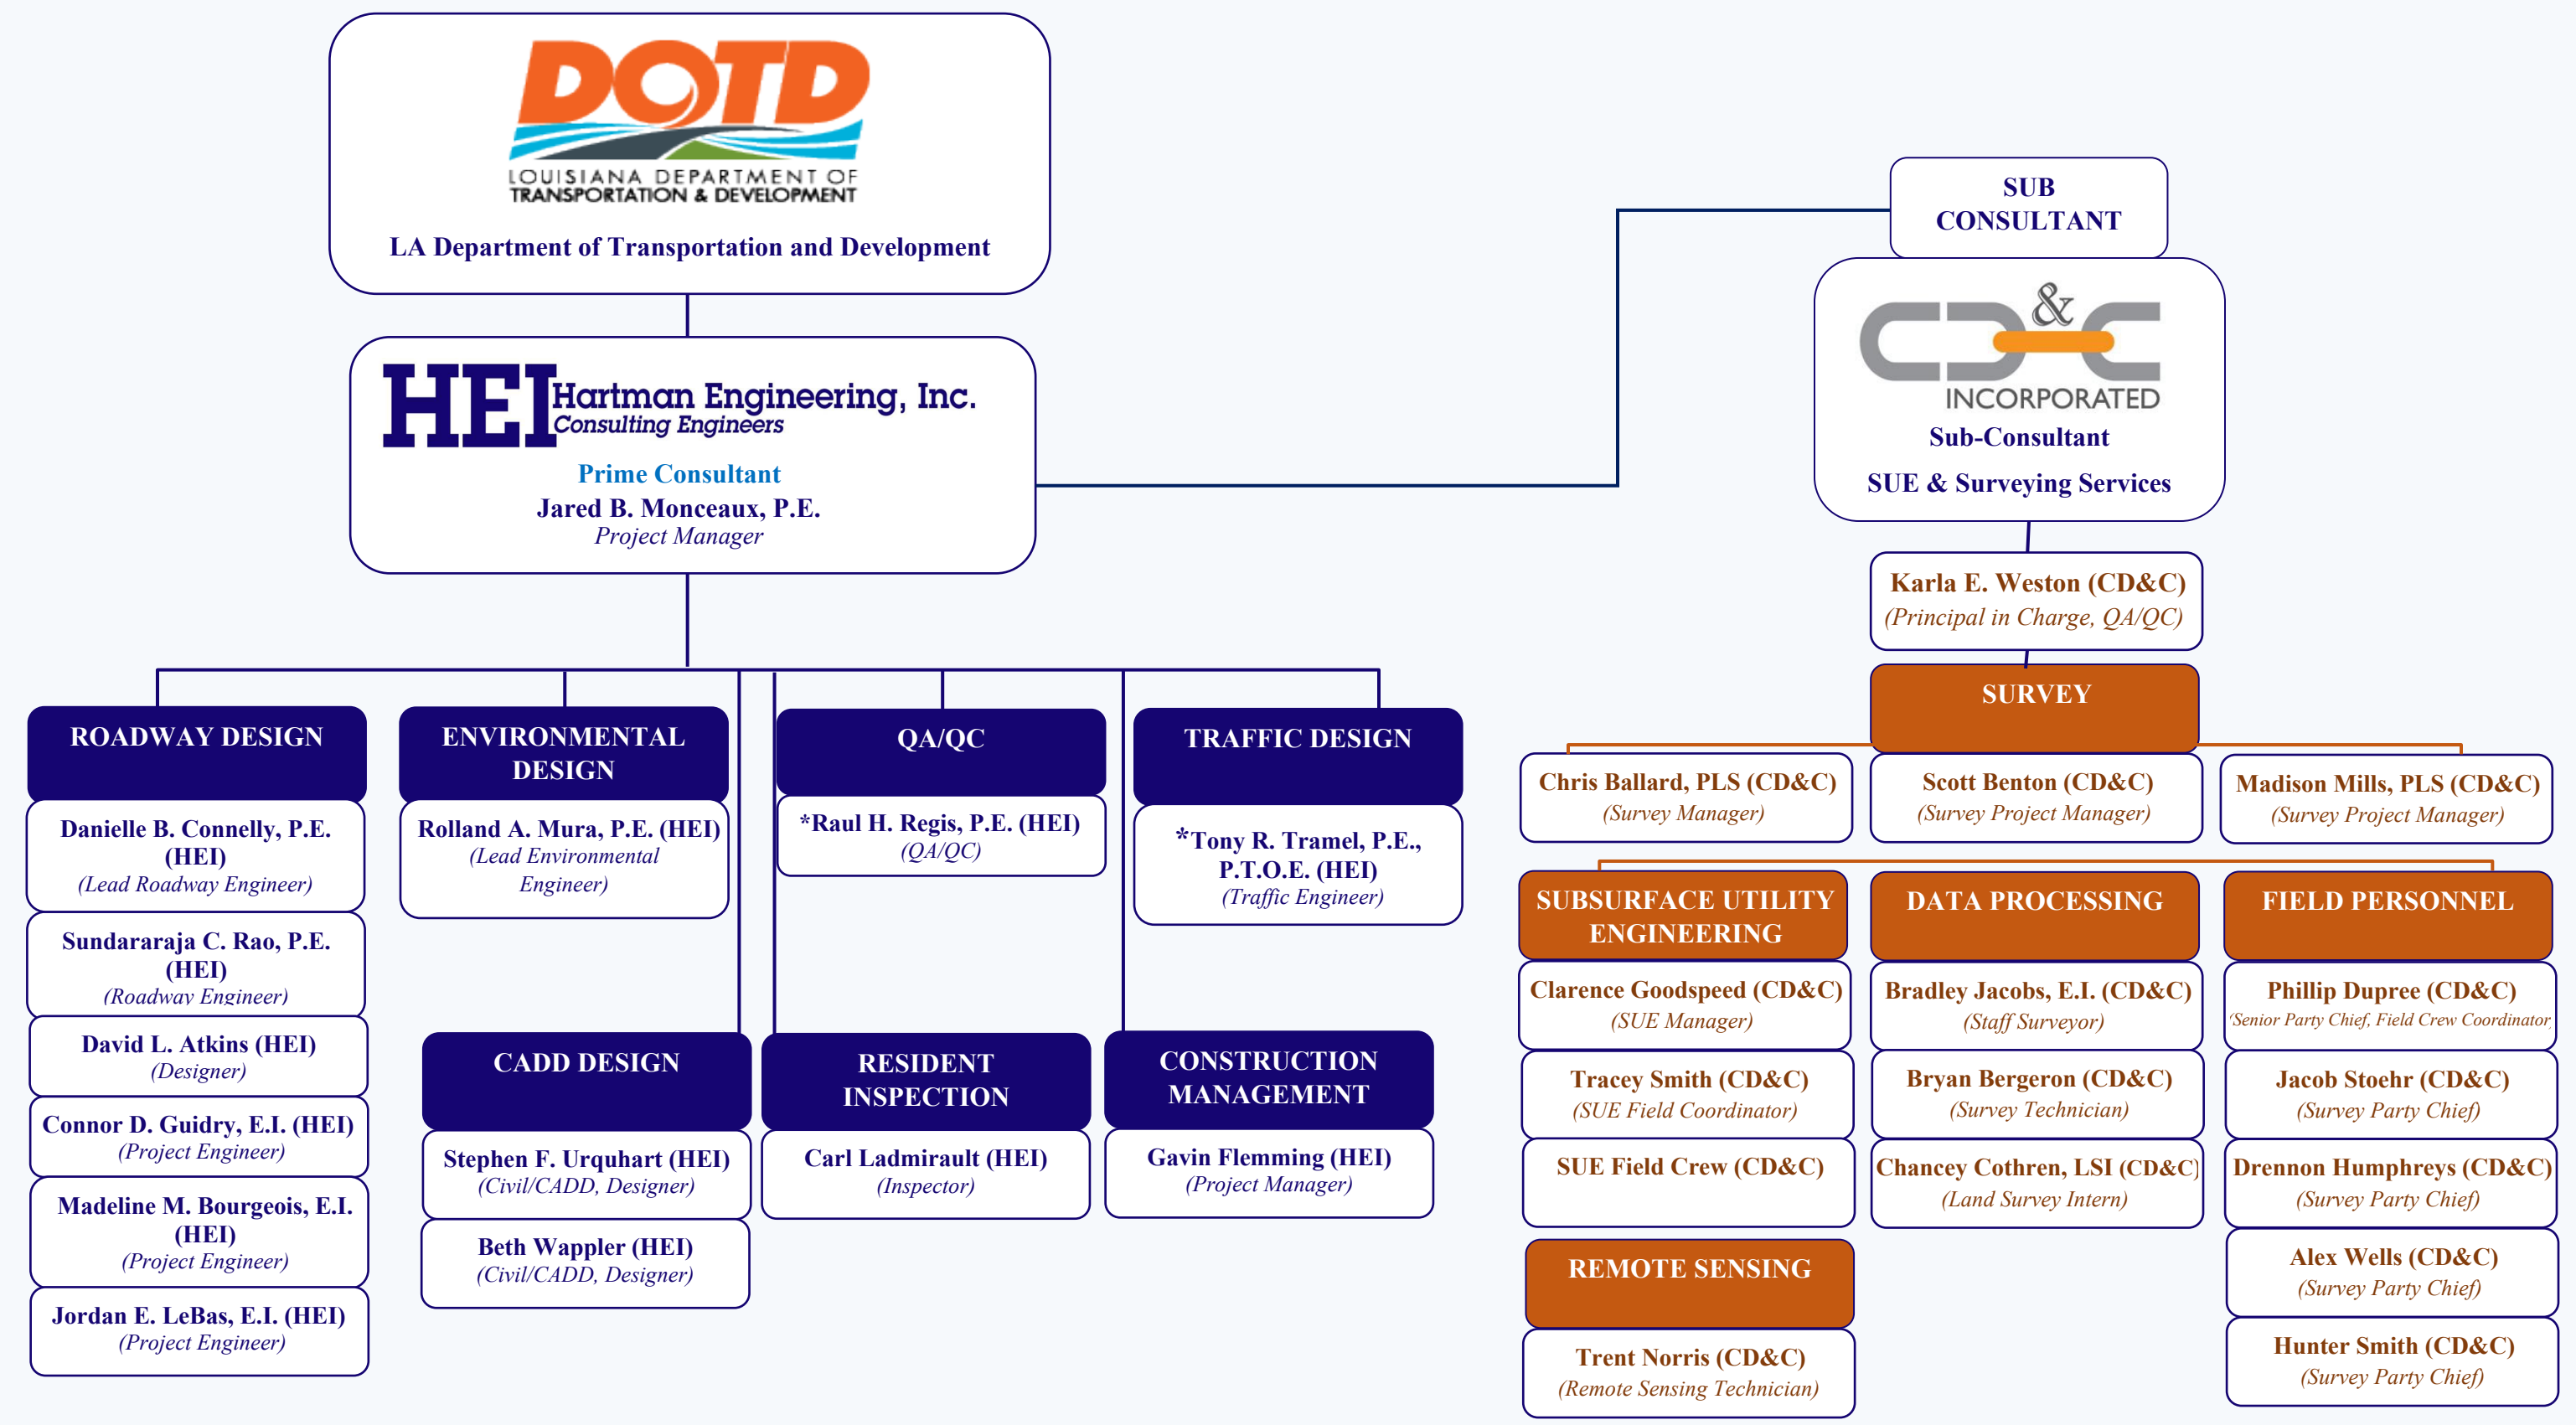 DOTD
LOUISIANA DEPARTMENT OF
TRANSPORTATION & DEVELOPMENT
LA Department of Transportation and Development
HEI Hartman Engineering, Inc.
Consulting Engineers
Prime Consultant
Jared B. Monceaux, P.E.
Project Manager
SUB
CONSULTANT
CD&C
INCORPORATED
Sub-Consultant
SUE & Surveying Services
Karla E. Weston (CD&C)
(Principal in Charge, QA/QC)
ROADWAY DESIGN
Danielle B. Connelly, P.E.
(HEI)
(Lead Roadway Engineer)
Sundararaja C. Rao, P.E.
(HEI)
(Roadway Engineer)
David L. Atkins (HEI)
(Designer)
Connor D. Guidry, E.I. (HEI)
(Project Engineer)
Madeline M. Bourgeois, E.I.
(HEI)
(Project Engineer)
Jordan E. LeBas, E.I. (HEI)
(Project Engineer)
ENVIRONMENTAL
DESIGN
Rolland A. Mura, P.E. (HEI)
(Lead Environmental
Engineer)
QA/QC
*Raul H. Regis, P.E. (HEI)
(QA/QC)
TRAFFIC DESIGN
*Tony R. Tramel, P.E.,
P.T.O.E. (HEI)
(Traffic Engineer)
CADD DESIGN
Stephen F. Urquhart (HEI)
(Civil/CADD, Designer)
Beth Wappler (HEI)
(Civil/CADD, Designer)
RESIDENT
INSPECTION
Carl Ladmirault (HEI)
(Inspector)
CONSTRUCTION
MANAGEMENT
Gavin Flemming (HEI)
(Project Manager)
SURVEY
Chris Ballard, PLS (CD&C)
(Survey Manager)
Scott Benton (CD&C)
(Survey Project Manager)
Madison Mills, PLS (CD&C)
(Survey Project Manager)
SUBSURFACE UTILITY
ENGINEERING
Clarence Goodspeed (CD&C)
(SUE Manager)
Tracey Smith (CD&C)
(SUE Field Coordinator)
SUE Field Crew (CD&C)
REMOTE SENSING
Trent Norris (CD&C)
(Remote Sensing Technician)
DATA PROCESSING
Bradley Jacobs, E.I. (CD&C)
(Staff Surveyor)
Bryan Bergeron (CD&C)
(Survey Technician)
Chancey Cothren, LSI (CD&C)
(Land Survey Intern)
FIELD PERSONNEL
Phillip Dupree (CD&C)
(Senior Party Chief, Field Crew Coordinator)
Jacob Stoehr (CD&C)
(Survey Party Chief)
Drennon Humphreys (CD&C)
(Survey Party Chief)
Alex Wells (CD&C)
(Survey Party Chief)
Hunter Smith (CD&C)
(Survey Party Chief)